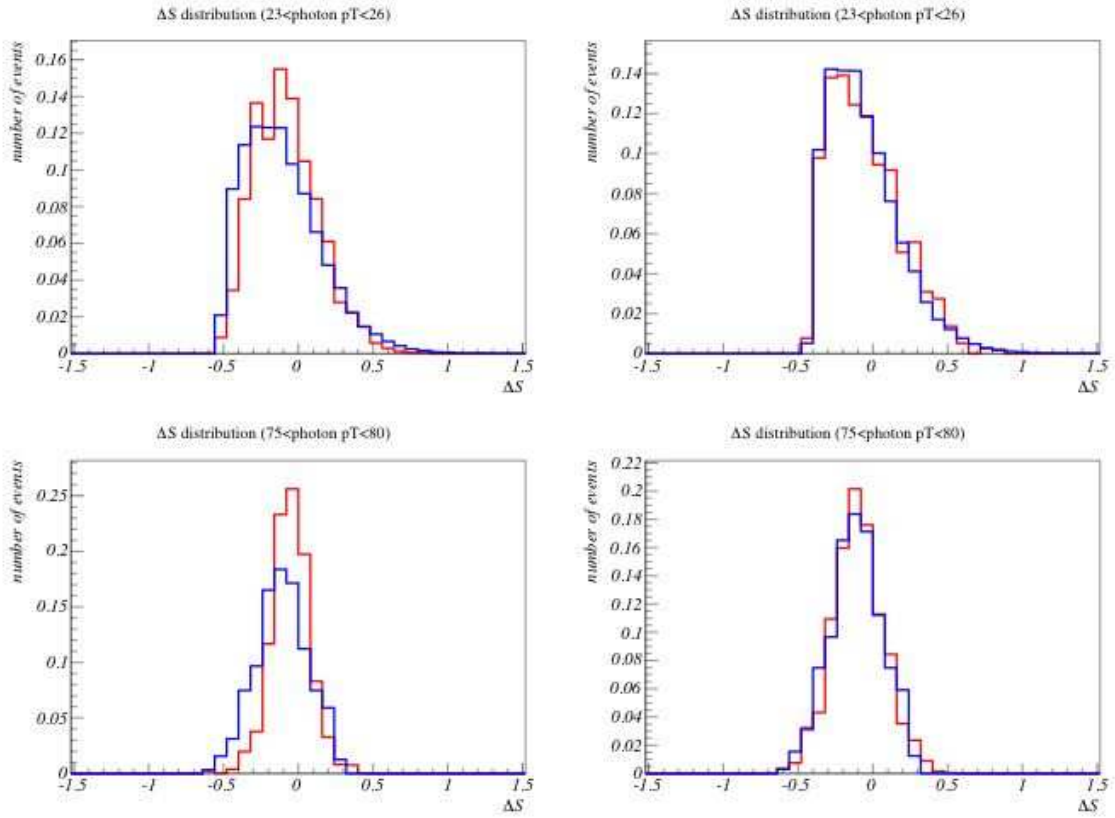 ΔS distribution (23<photon pT<26)
number of events
0.16
0.14
0.12
0.1
0.08
0.06
0.04
0.02
0
-1.5 -1 -0.5 0 0.5 1 1.5
ΔS
ΔS distribution (23<photon pT<26)
number of events
0.14
0.12
0.1
0.08
0.06
0.04
0.02
0
-1.5 -1 -0.5 0 0.5 1 1.5
ΔS
ΔS distribution (75<photon pT<80)
number of events
0.25
0.2
0.15
0.1
0.05
0
-1.5 -1 -0.5 0 0.5 1 1.5
ΔS
ΔS distribution (75<photon pT<80)
number of events
0.22
0.2
0.18
0.16
0.14
0.12
0.1
0.08
0.06
0.04
0.02
0
-1.5 -1 -0.5 0 0.5 1 1.5
ΔS